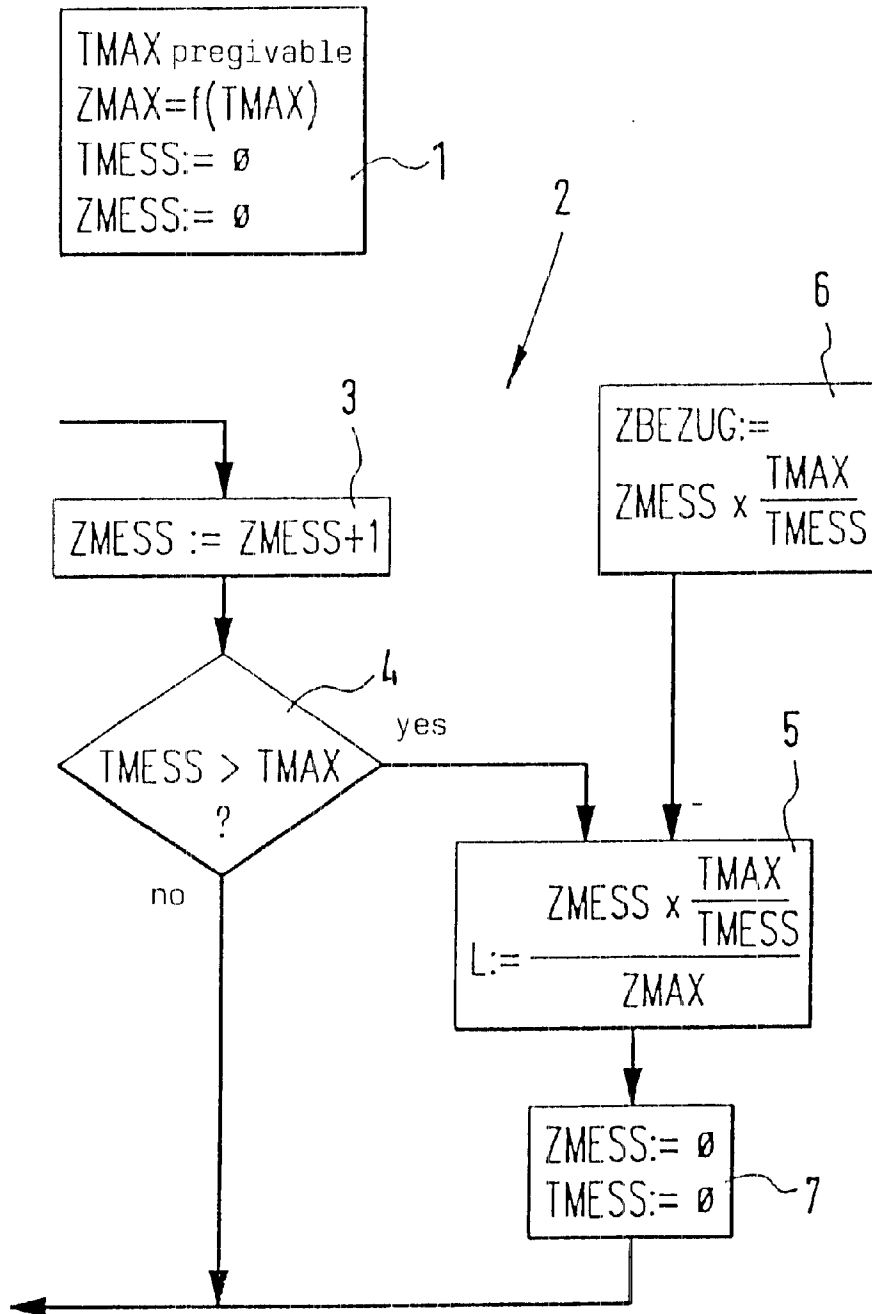 TMAX pregivable
ZMAX=f(TMAX)
TMESS:= ø
ZMESS:= ø
1
2
6
ZBEZUG:=
ZMESS x TMAX
TMESS
3
ZMESS := ZMESS+1
4
TMESS > TMAX
?
yes
no
5
-
ZMESS x TMAX
TMESS
L:=
ZMAX
ZMESS:= ø
TMESS:= ø
7